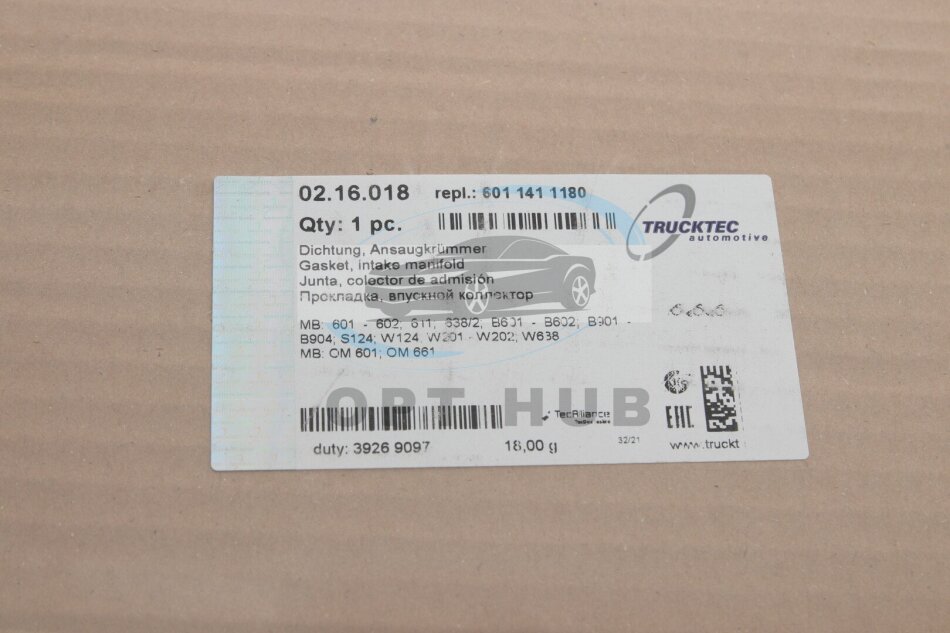 02.16.018 repl.: 601 141 1180
Qty: 1 pc.
TRUCKTEC
automotive
Dichtung, Ansaugkrümmer
Gasket, intake manifold
Junta, colector de admisión
Прокладка, впускной коллектор
MB: 601 - 602; 611; 638/2; B601 - B602; B901 -
B904; S124; W124; W201 - W202; W638
MB: OM 601; OM 661
OPT HUB
TecAlliance
EAC
duty: 3926 9097 18,00 g 32/21 www.truckt